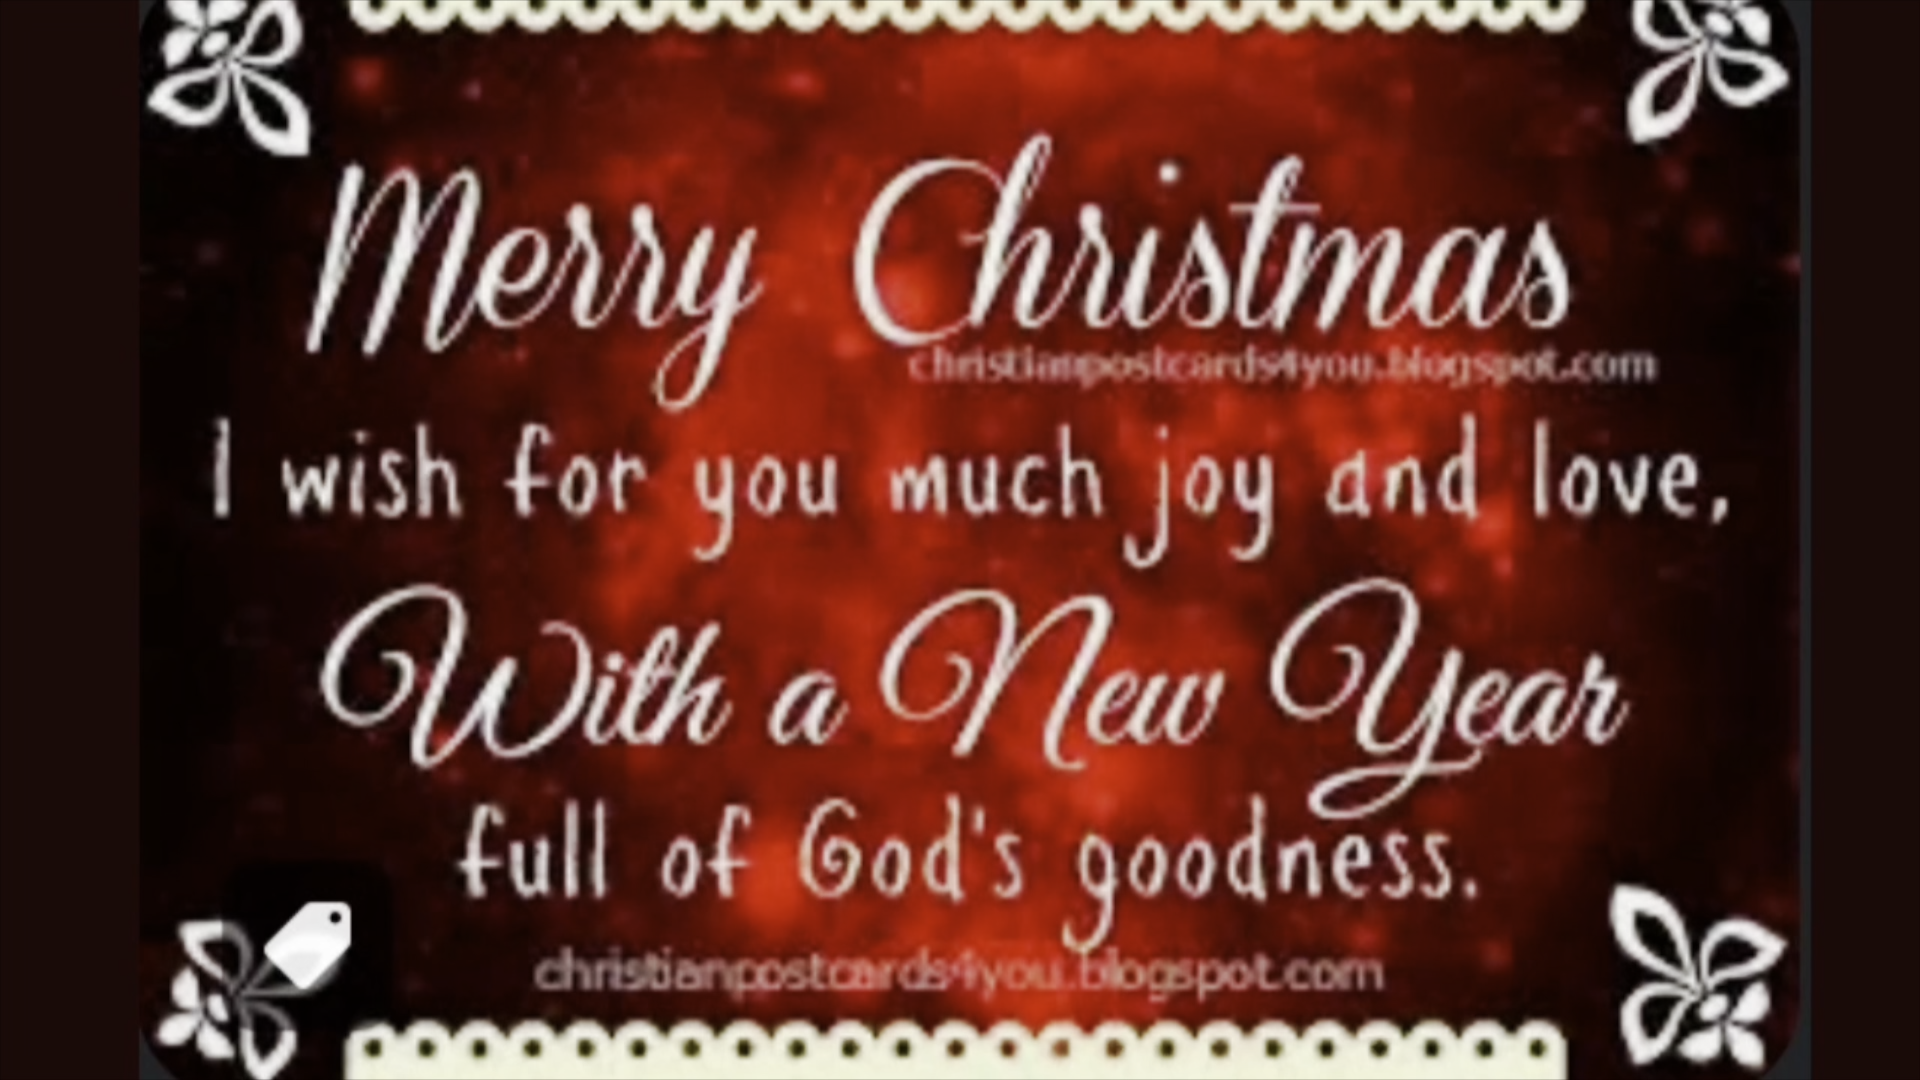 Merry Christmas
christianpostcards4you.blogspot.com
I wish for you much joy and love,
With a New Year
full of God's goodness.
christianpostcards4you.blogspot.com